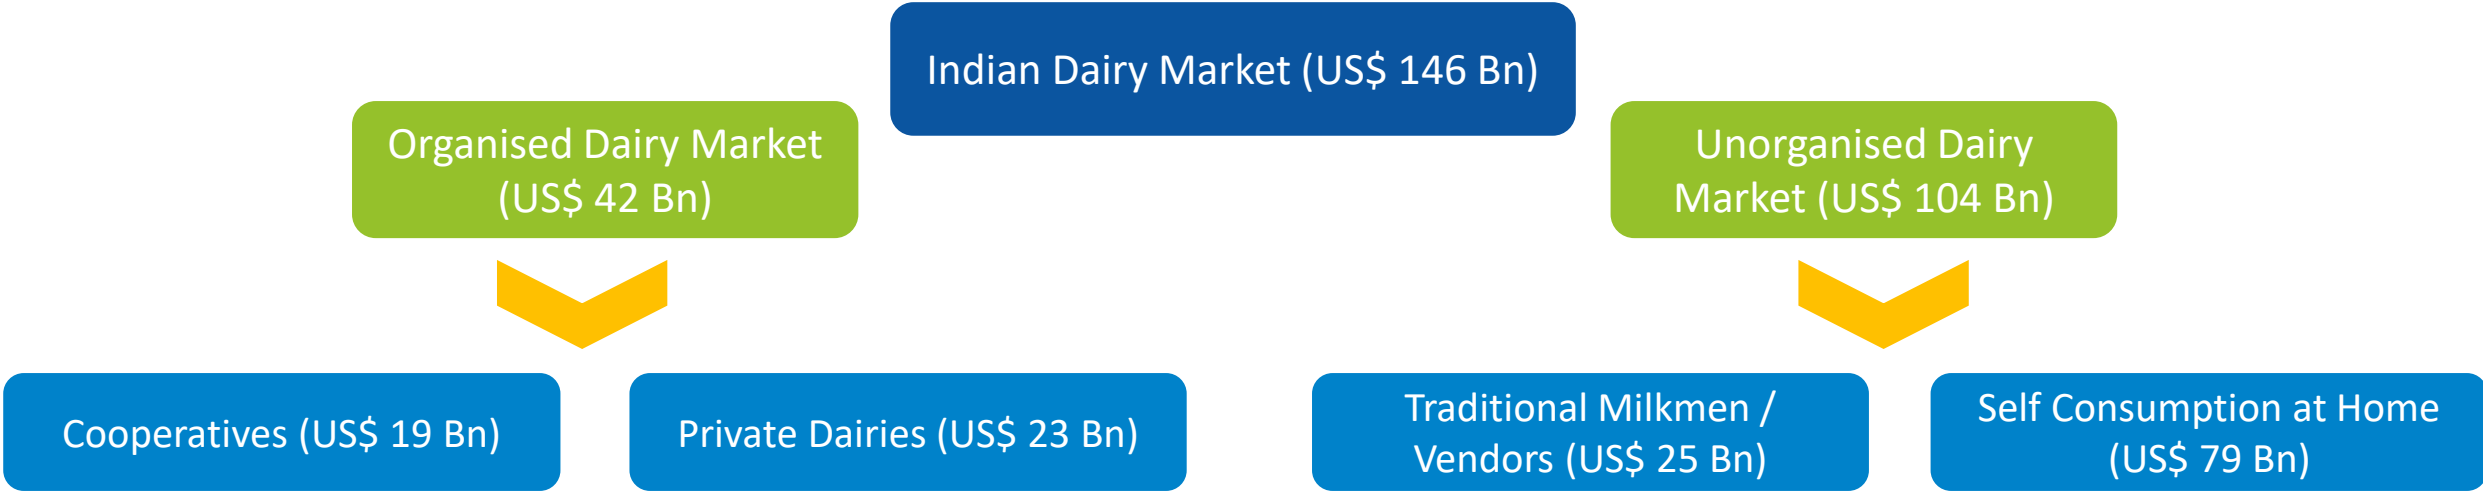 Indian Dairy Market (US$ 146 Bn)
Organised Dairy Market
(US$ 42 Bn)
Unorganised Dairy
Market (US$ 104 Bn)
Cooperatives (US$ 19 Bn)
Private Dairies (US$ 23 Bn)
Traditional Milkmen /
Vendors (US$ 25 Bn)
Self Consumption at Home
(US$ 79 Bn)